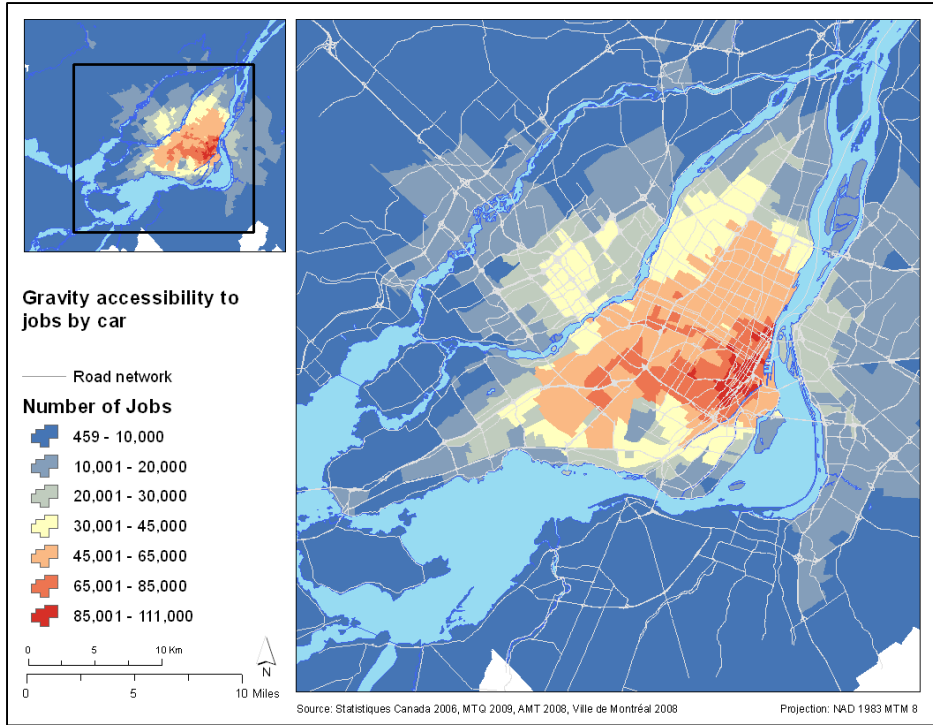 Gravity accessibility to
jobs by car
Road network
Number of Jobs
459 - 10,000
10,001 - 20,000
20,001 - 30,000
30,001 - 45,000
45,001 - 65,000
65,001 - 85,000
85,001 - 111,000
0 5 10 Km
N
0 5 10 Miles
Source: Statistiques Canada 2006, MTQ 2009, AMT 2008, Ville de Montréal 2008
Projection: NAD 1983 MTM 8